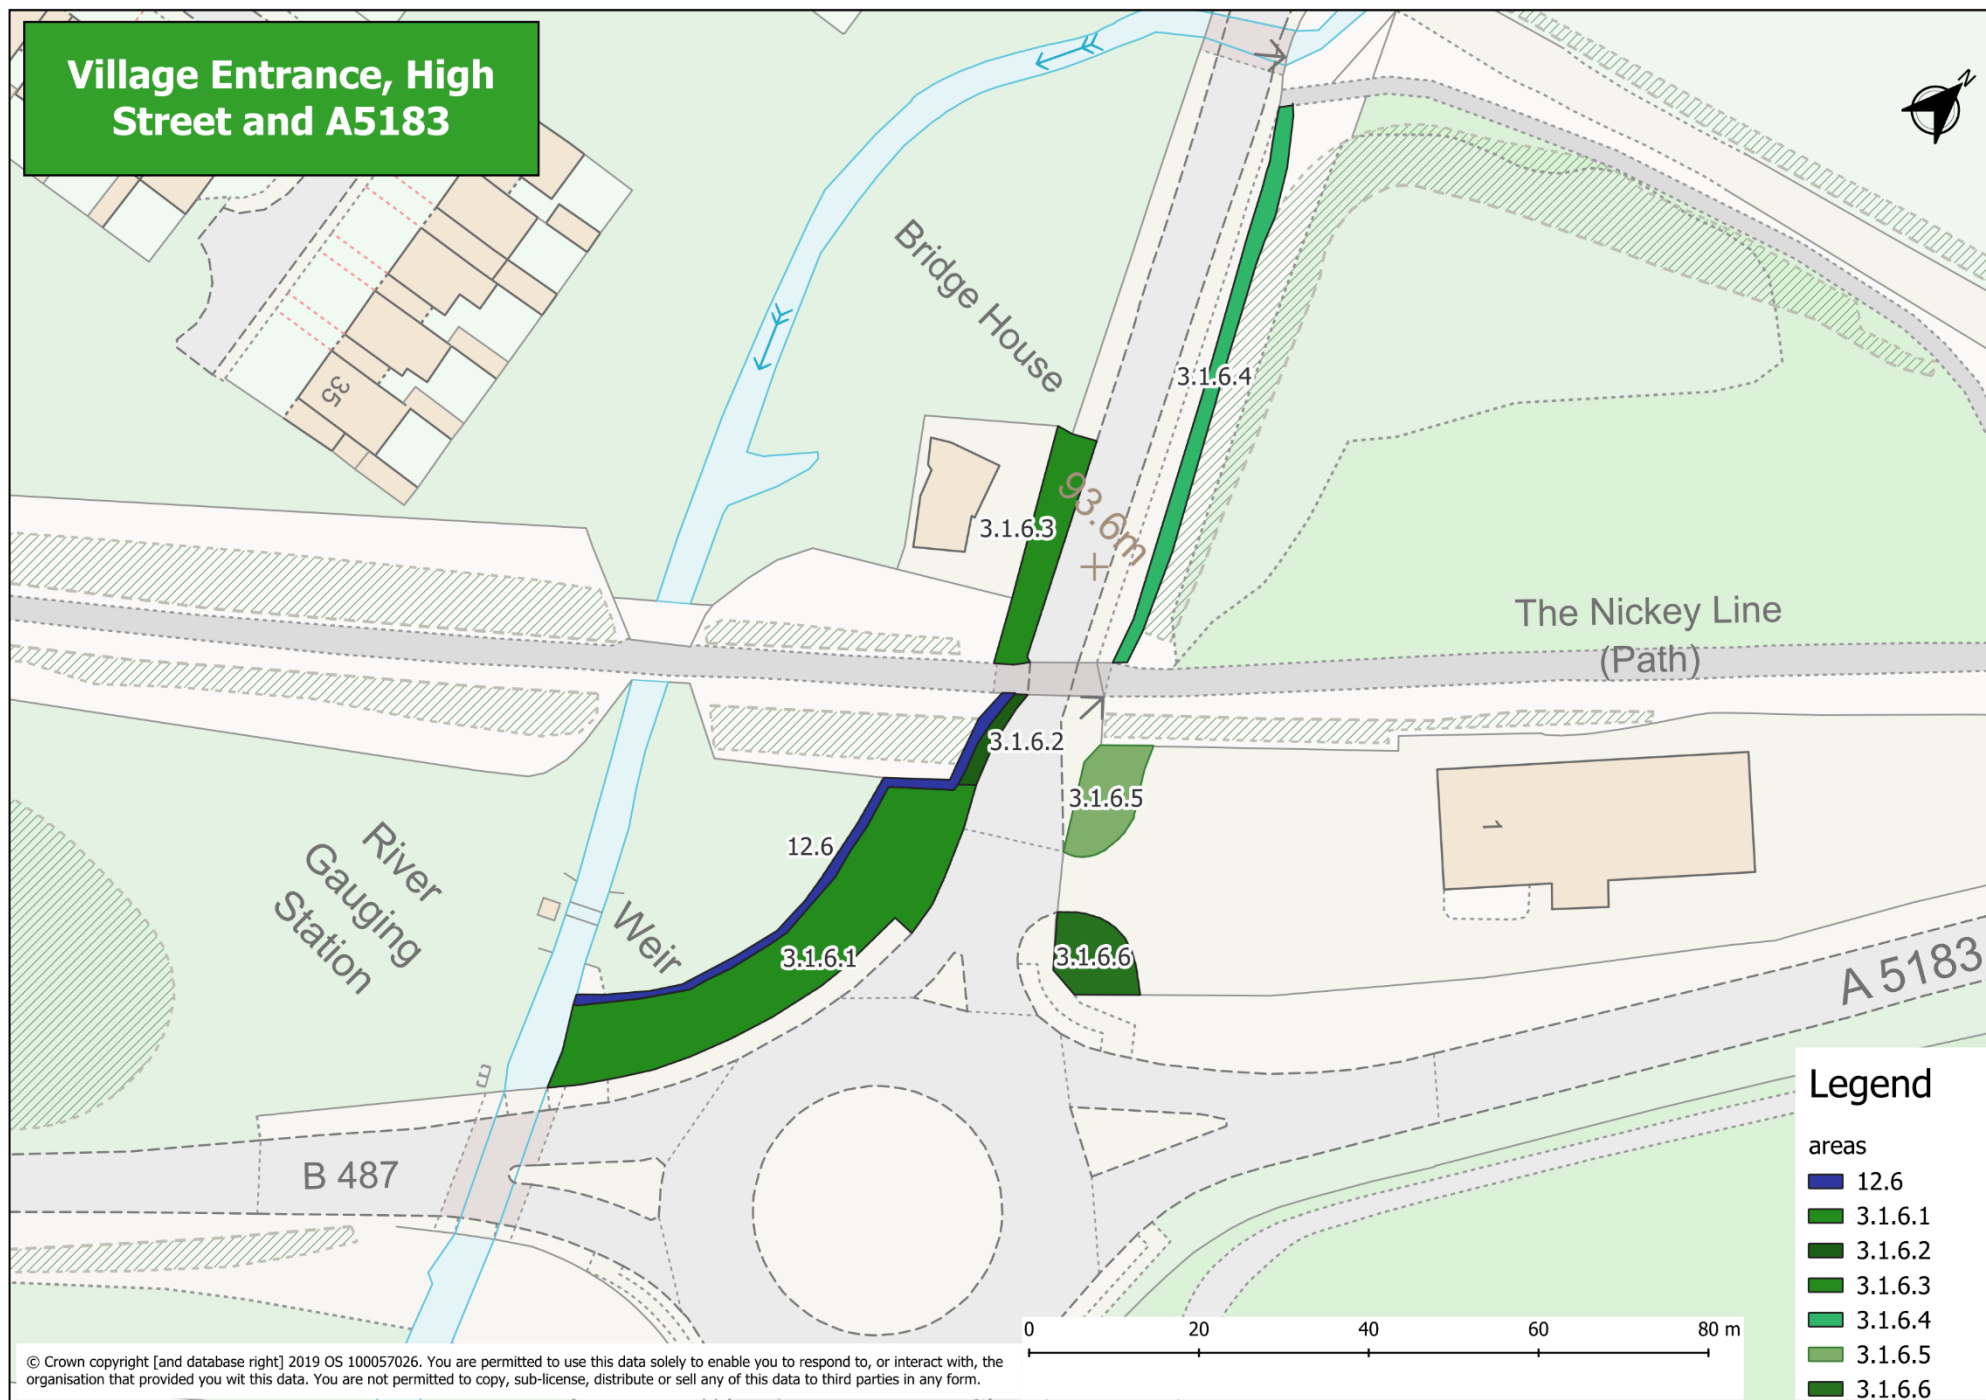 Village Entrance, High
Street and A5183
N
Bridge House
35
3.1.6.4
93.6m
3.1.6.3
The Nickey Line
(Path)
3.1.6.2
3.1.6.5
1
12.6
River
Gauging
Station
Weir
3.1.6.1
3.1.6.6
A 5183
E
B 487
Legend
areas
12.6
3.1.6.1
3.1.6.2
3.1.6.3
3.1.6.4
3.1.6.5
3.1.6.6
0 20 40 60 80 m
© Crown copyright [and database right] 2019 OS 100057026. You are permitted to use this data solely to enable you to respond to, or interact with, the
organisation that provided you wit this data. You are not permitted to copy, sub-license, distribute or sell any of this data to third parties in any form.